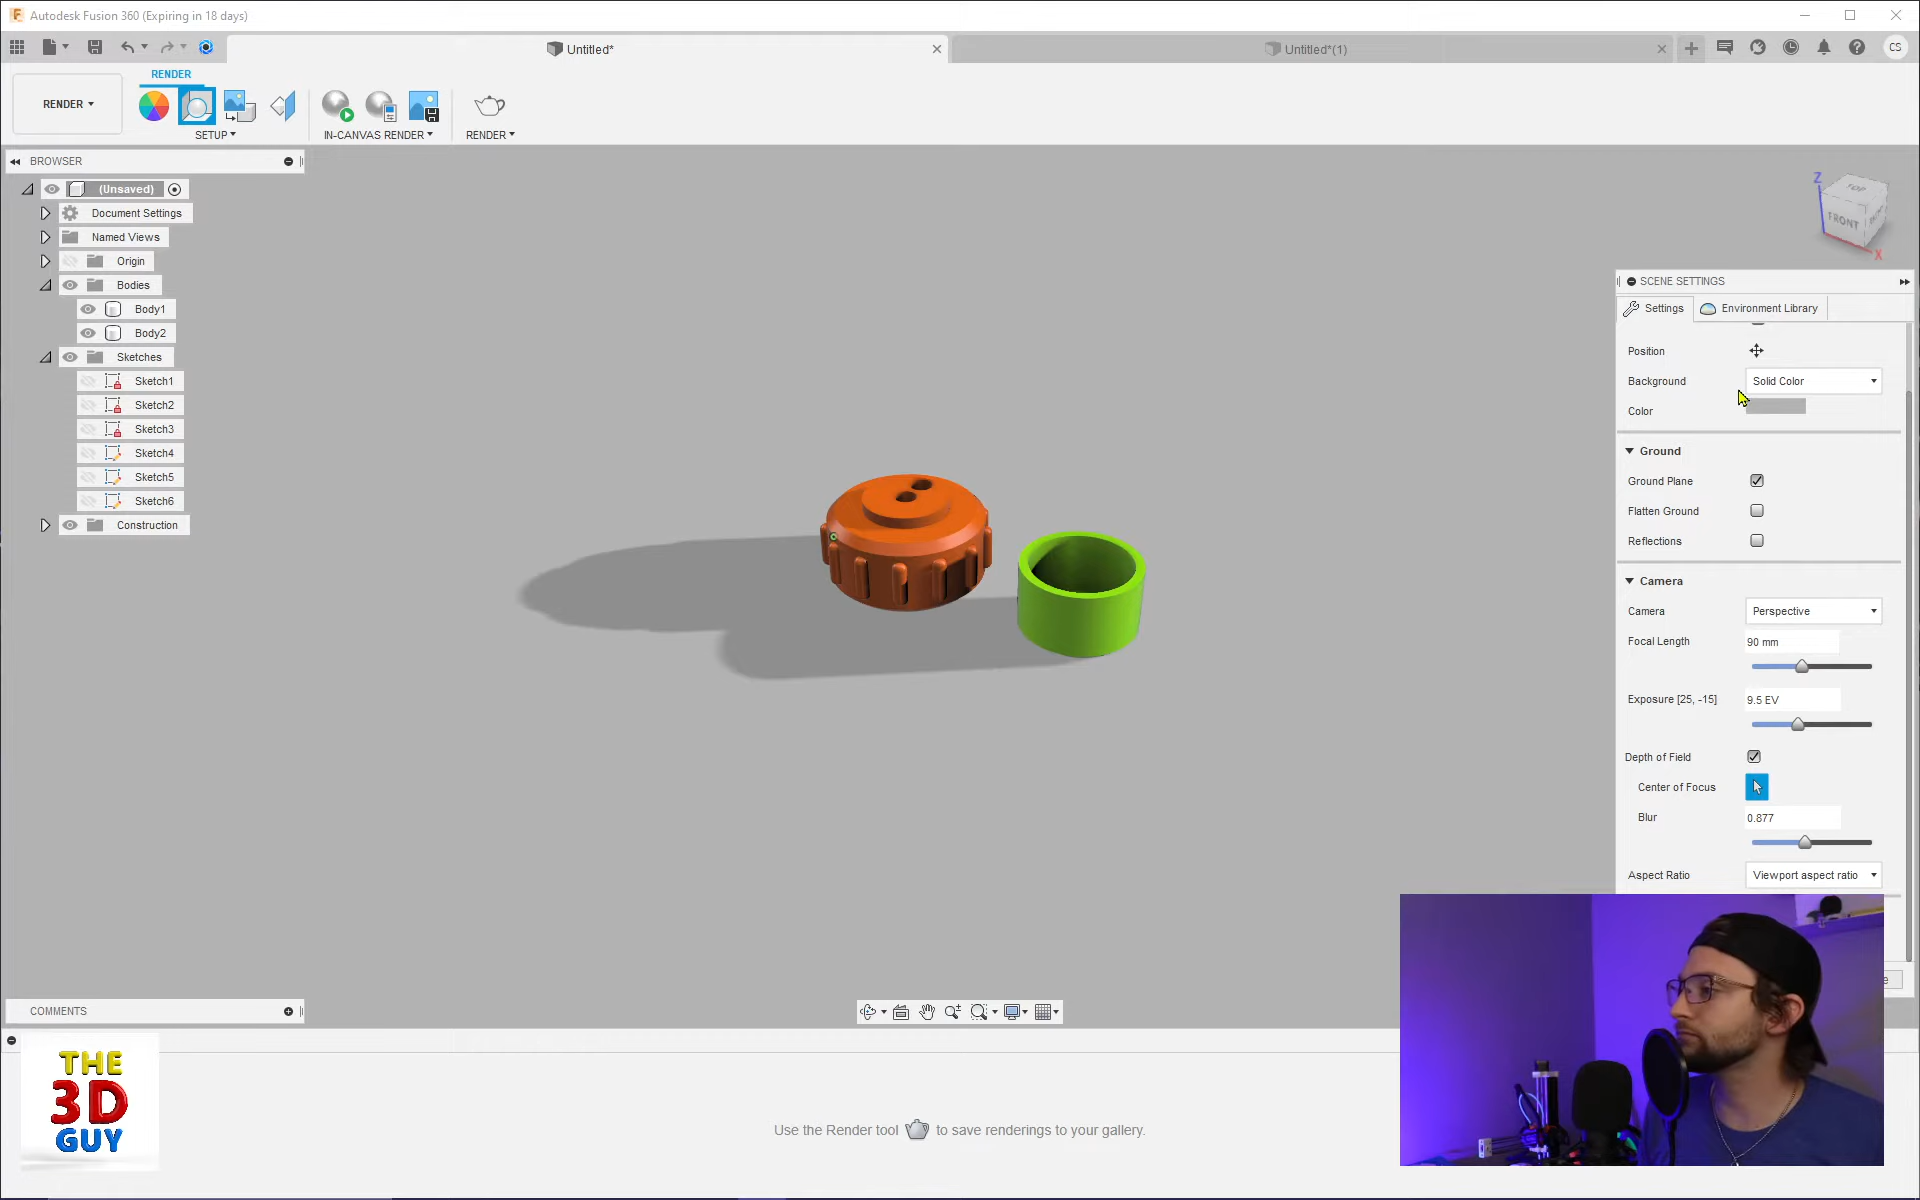 Autodesk Fusion 360 (Expiring in 18 days)
Untitled*
Untitled*(1)
CS
RENDER
RENDER
SETUP
IN-CANVAS RENDER
RENDER
BROWSER
(Unsaved)
Document Settings
Named Views
Origin
Bodies
Body1
Body2
Sketches
Sketch1
Sketch2
Sketch3
Sketch4
Sketch5
Sketch6
Construction
Z
TOP
FRONT
X
SCENE SETTINGS
Settings
Environment Library
Position
Background
Solid Color
Color
Ground
Ground Plane
Flatten Ground
Reflections
Camera
Camera
Perspective
Focal Length
90 mm
Exposure [25, -15]
9.5 EV
Depth of Field
Center of Focus
Blur
0.877
Aspect Ratio
Viewport aspect ratio
COMMENTS
THE
3D
GUY
Use the Render tool to save renderings to your gallery.